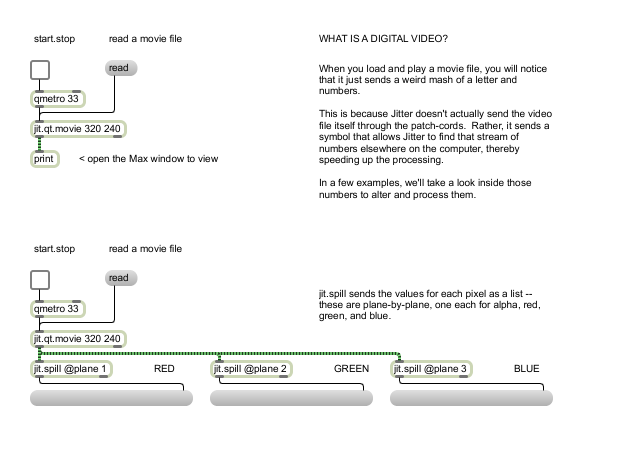 start.stop
read a movie file
WHAT IS A DIGITAL VIDEO?
read
When you load and play a movie file, you will notice
that it just sends a weird mash of a letter and
numbers.
qmetro 33
This is because Jitter doesn't actually send the video
file itself through the patch-cords.  Rather, it sends a
symbol that allows Jitter to find that stream of
numbers elsewhere on the computer, thereby
speeding up the processing.
jit.qt.movie 320 240
print
< open the Max window to view
In a few examples, we'll take a look inside those
numbers to alter and process them.
start.stop
read a movie file
read
qmetro 33
jit.spill sends the values for each pixel as a list --
these are plane-by-plane, one each for alpha, red,
green, and blue.
jit.qt.movie 320 240
jit.spill @plane 1
RED
jit.spill @plane 2
GREEN
jit.spill @plane 3
BLUE